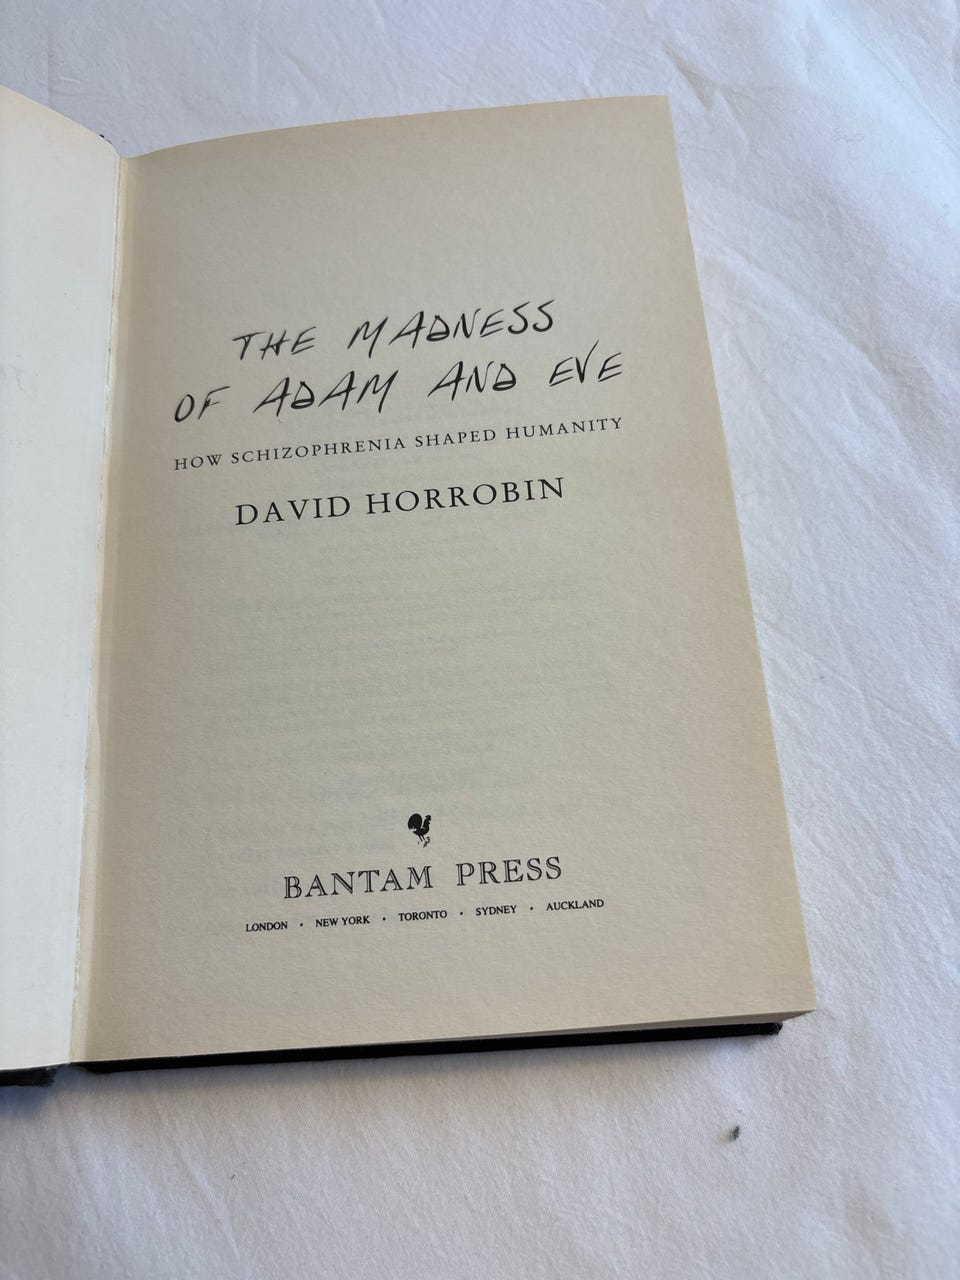 THE MADNESS
OF ADAM AND EVE
HOW SCHIZOPHRENIA SHAPED HUMANITY
DAVID HORROBIN
BANTAM PRESS
LONDON • NEW YORK • TORONTO • SYDNEY • AUCKLAND